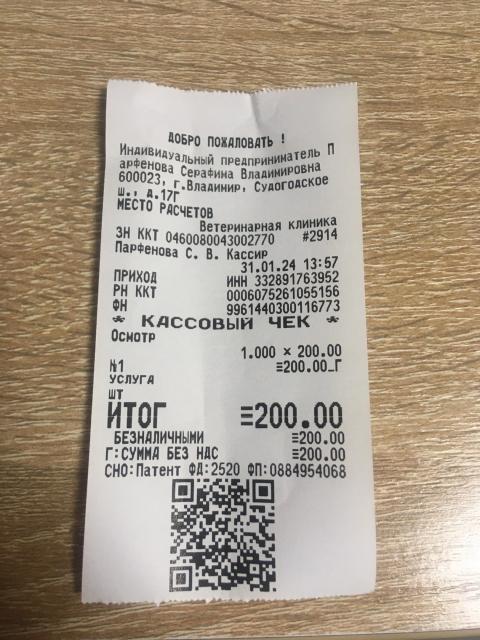 ДОБРО ПОЖАЛОВАТЬ !
Индивидуальный предприниматель П
арфенова Серафима Владимировна
600023, г.Владимир, Судогодское
ш., д.17Г
МЕСТО РАСЧЕТОВ
Ветеринарная клиника
ЗН ККТ 0460080043002770 #2914
Парфенова С. В. Кассир
31.01.24 13:57
ПРИХОД ИНН 332891763952
РН ККТ 0006075261055156
ФН 9961440300116773
* КАССОВЫЙ ЧЕК *
Осмотр
1.000 × 200.00
№1 ≡200.00_Г
УСЛУГА
ШТ
ИТОГ ≡200.00
БЕЗНАЛИЧНЫМИ ≡200.00
Г:СУММА БЕЗ НДС ≡200.00
СНО:Патент ФД:2520 ФП:0884954068